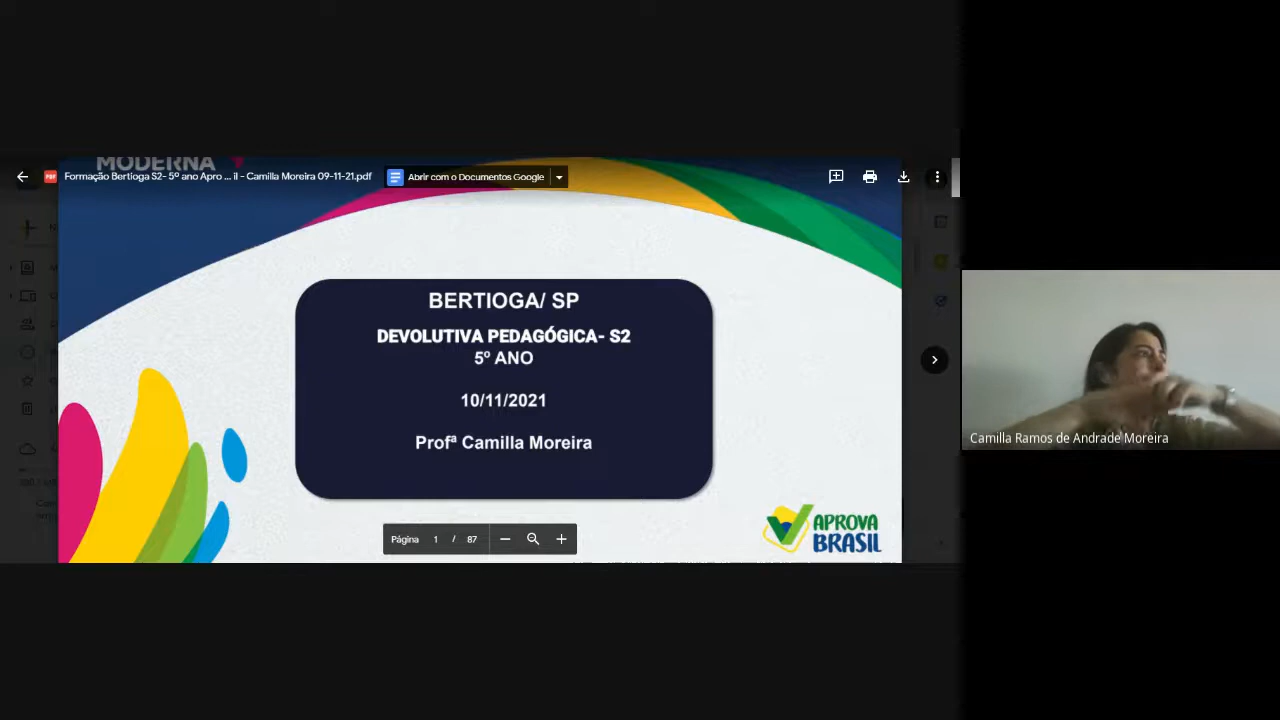 MODERNA
Formação Bertioga S2- 5º ano Apro ... il - Camilla Moreira 09-11-21.pdf
Abrir com o Documentos Google
BERTIOGA/ SP
DEVOLUTIVA PEDAGÓGICA- S2
5º ANO
10/11/2021
Profª Camilla Moreira
APROVA
BRASIL
Página 1 / 87
Camilla Ramos de Andrade Moreira